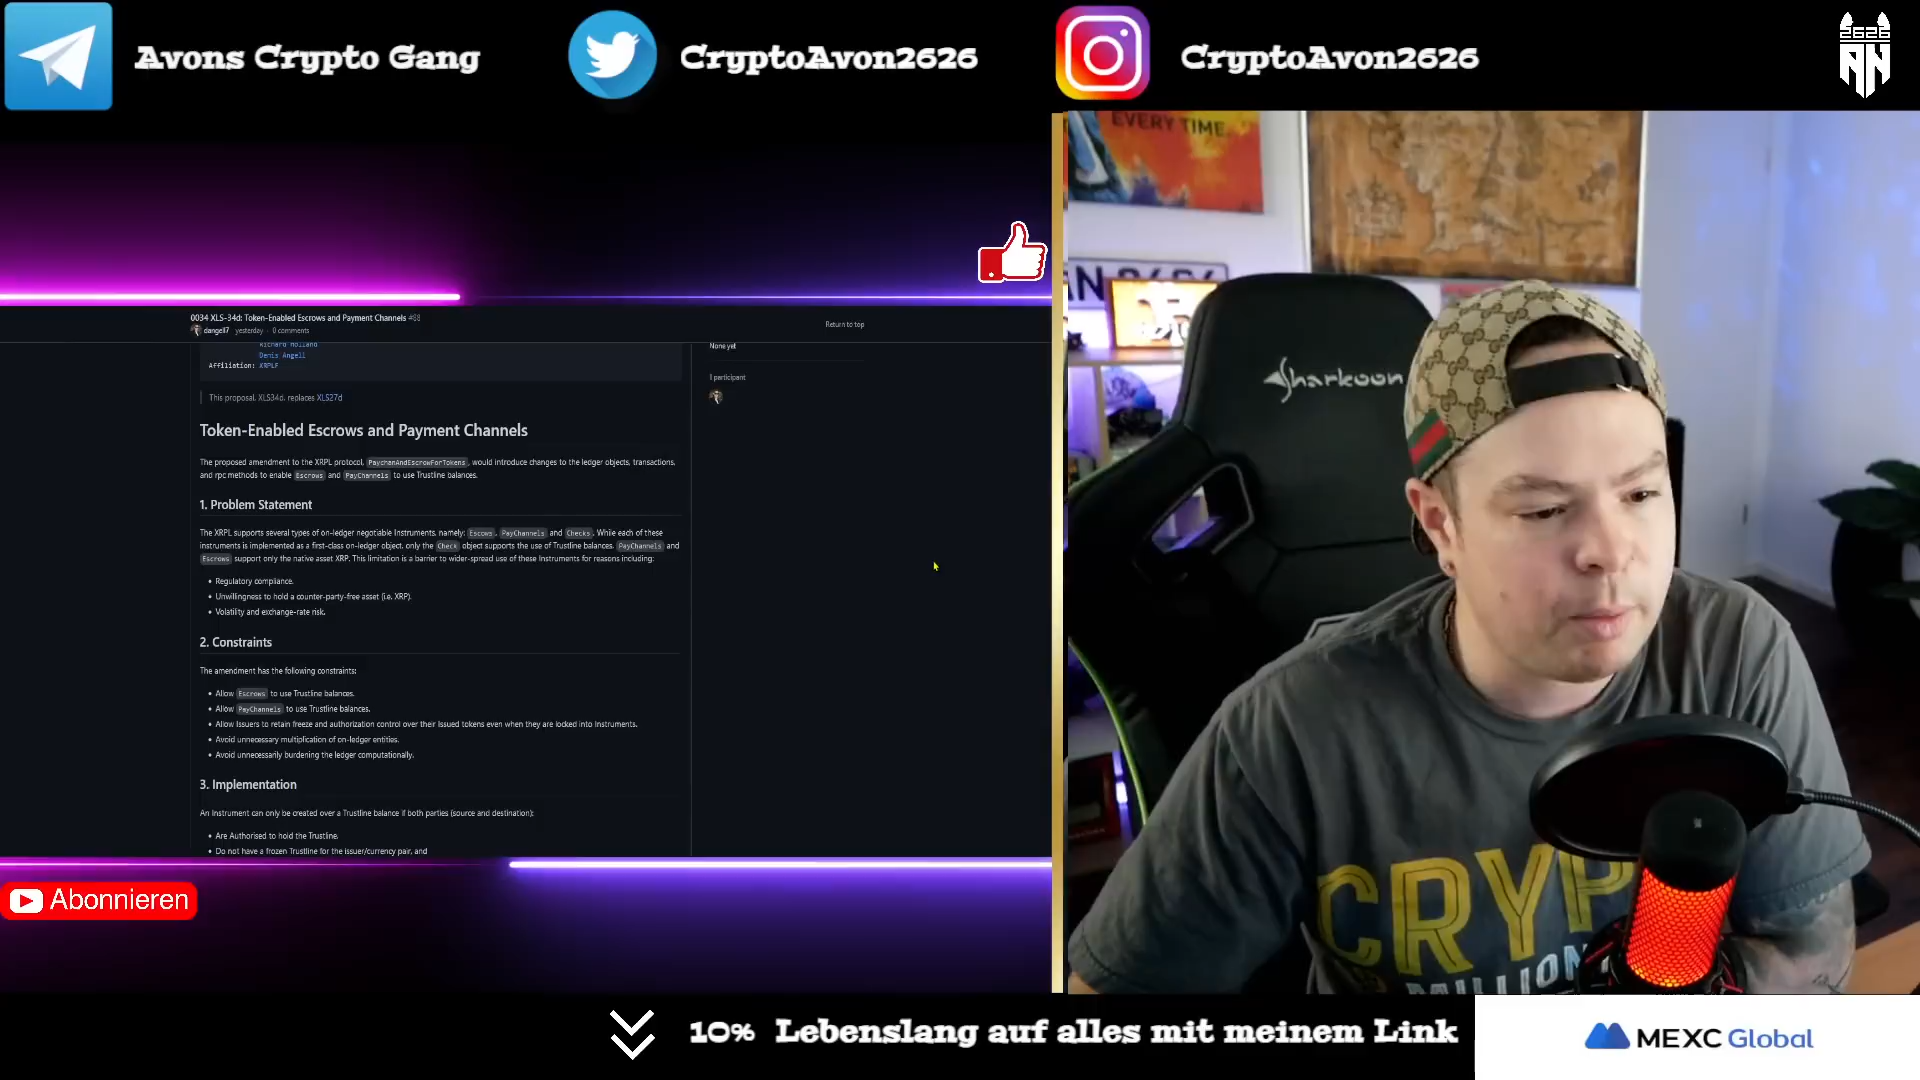 Avons Crypto Gang
CryptoAvon2626
CryptoAvon2626
2626
AN
EVERY TIME
sharkoon
0034 XLS-34d: Token-Enabled Escrows and Payment Channels #88
dangell7 yesterday · 0 comments
Return to top
Richard Holland
Denis Angell
Affiliation: XRPLF
None yet
1 participant
This proposal, XLS34d, replaces XLS27d
Token-Enabled Escrows and Payment Channels
The proposed amendment to the XRPL protocol, PaychanAndEscrowForTokens, would introduce changes to the ledger objects, transactions,
and rpc methods to enable Escrows and PayChannels to use Trustline balances.
1. Problem Statement
The XRPL supports several types of on-ledger negotiable Instruments, namely: Escows, PayChannels and Checks. While each of these
instruments is implemented as a first-class on-ledger object, only the Check object supports the use of Trustline balances. PayChannels and
Escrows support only the native asset XRP. This limitation is a barrier to wider-spread use of these Instruments for reasons including:
• Regulatory compliance.
• Unwillingness to hold a counter-party-free asset (i.e. XRP).
• Volatility and exchange-rate risk.
2. Constraints
The amendment has the following constraints:
• Allow Escrows to use Trustline balances.
• Allow PayChannels to use Trustline balances.
• Allow Issuers to retain freeze and authorization control over their Issued tokens even when they are locked into Instruments.
• Avoid unnecessary multiplication of on-ledger entities.
• Avoid unnecessarily burdening the ledger computationally.
3. Implementation
An Instrument can only be created over a Trustline balance if both parties (source and destination):
• Are Authorised to hold the Trustline.
• Do not have a frozen Trustline for the issuer/currency pair, and
CRYP
MILLION
Abonnieren
10% Lebenslang auf alles mit meinem Link
MEXC Global